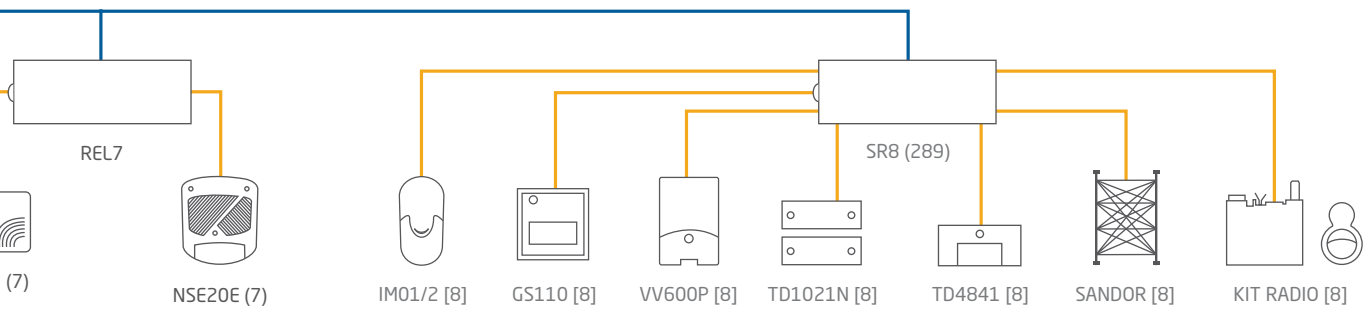 REL7
SR8 (289)
(7)
NSE20E (7)
IM01/2 [8]
GS110 [8]
VV600P [8]
TD1021N [8]
TD4841 [8]
SANDOR [8]
KIT RADIO [8]